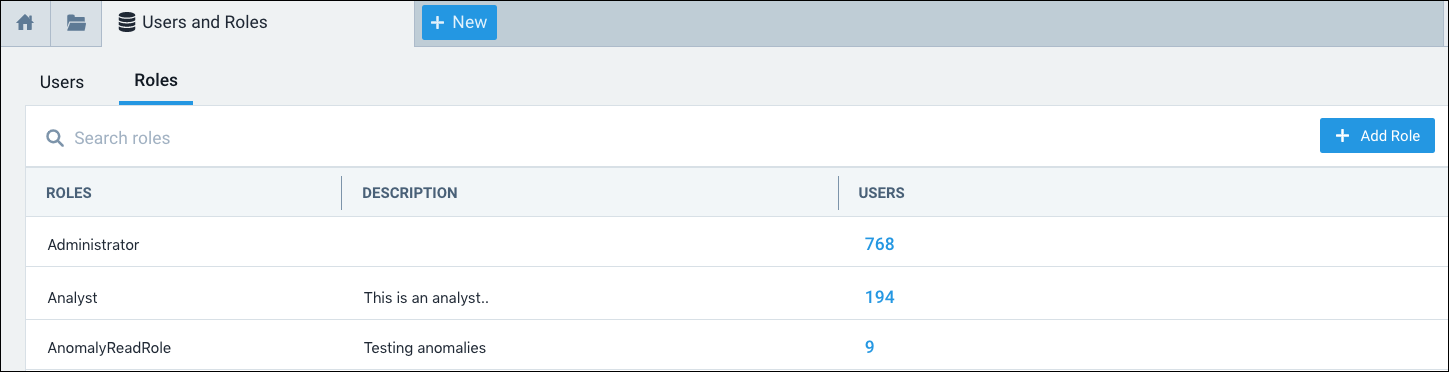 Users and Roles
+ New
Users
Roles
Search roles
+ Add Role
ROLES DESCRIPTION USERS
Administrator 768
Analyst This is an analyst.. 194
AnomalyReadRole Testing anomalies 9